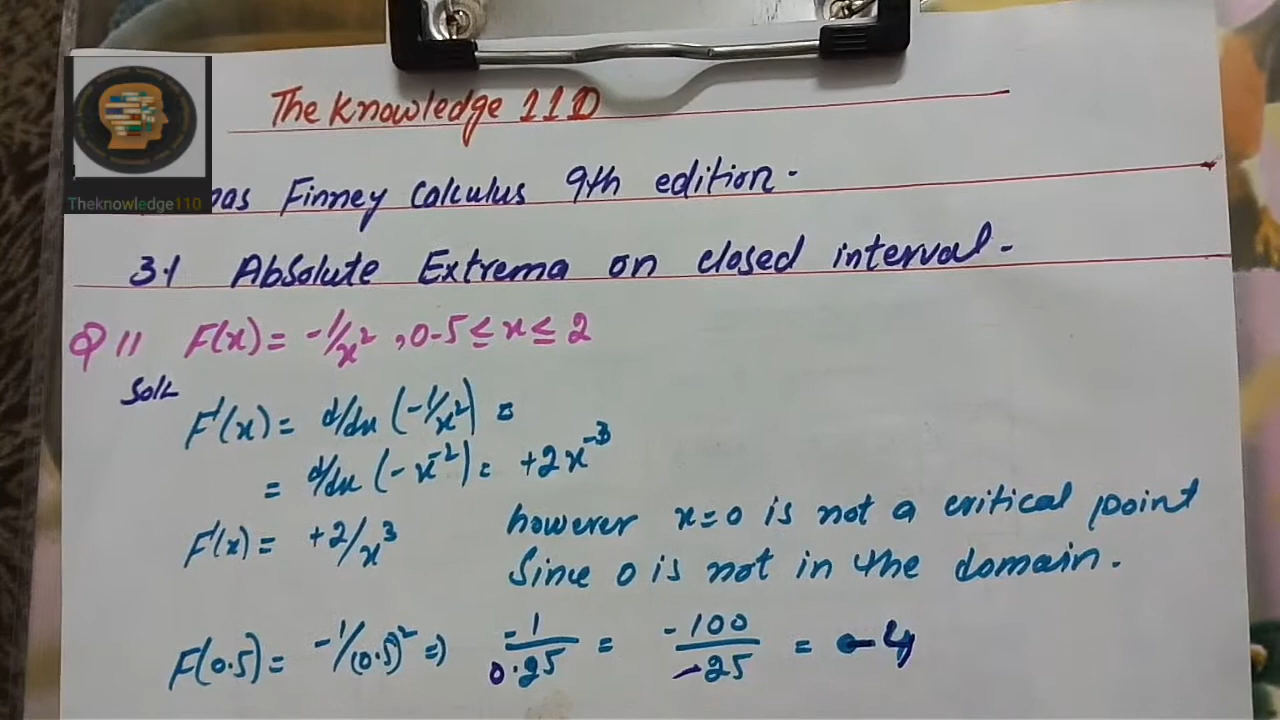 The Knowledge 110
Theknowledge110
as Finney Calculus 9th edition.
3.1 Absolute Extrema on closed interval.
Q 11 F(x) = -1/x², 0.5 ≤ x ≤ 2
Soln
F'(x) = d/dx (-1/x²) =
= d/dx (-x⁻²) = +2x⁻³
F'(x) = +2/x³
however x=0 is not a critical point
Since 0 is not in the domain.
F(0.5) = -1/(0.5)² ⇒ -1/0.25 = -100/25 = -4